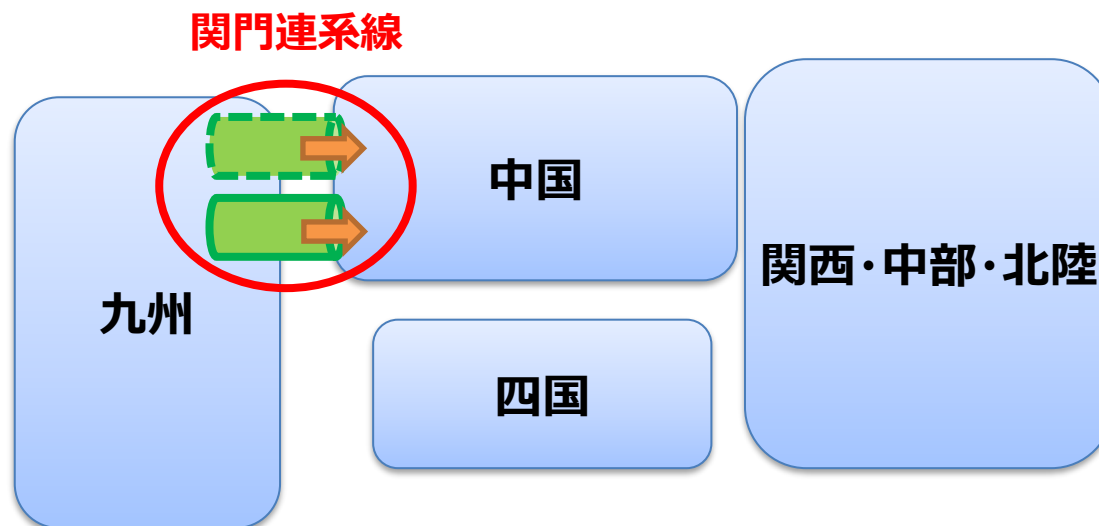 関門連系線
中国
関西・中部・北陸
九州
四国